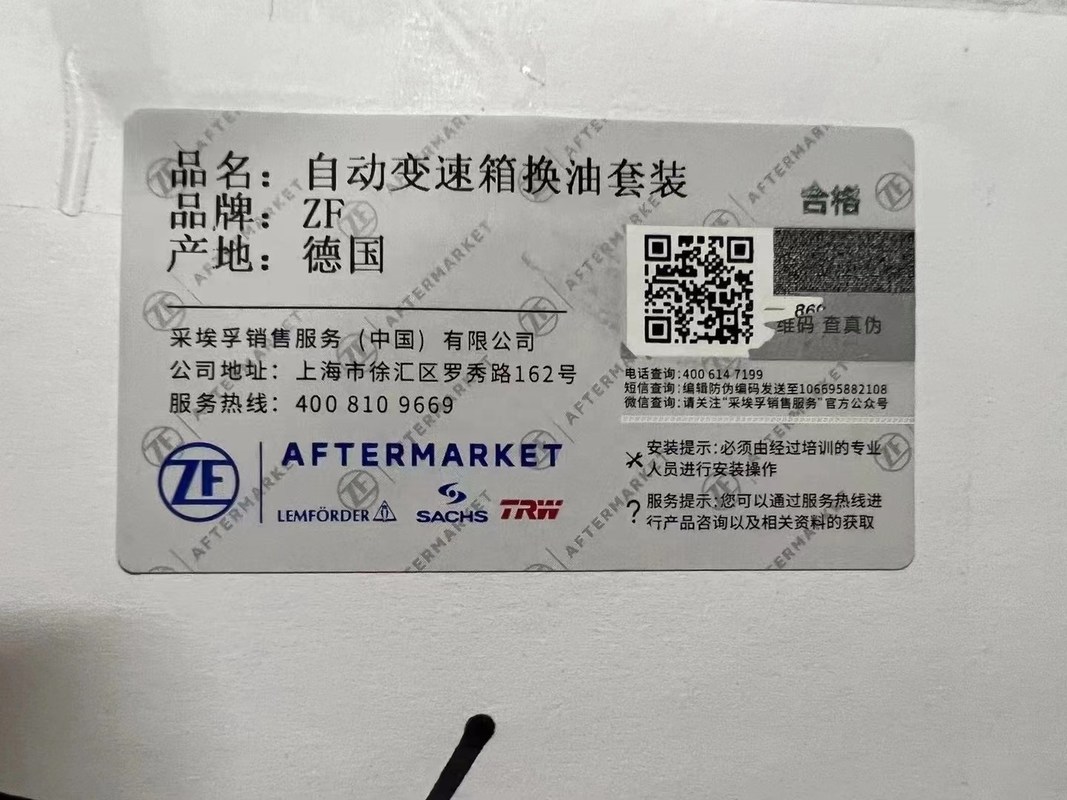 品名：自动变速箱换油套装
品牌：ZF
产地：德国
采埃孚销售服务（中国）有限公司
公司地址：上海市徐汇区罗秀路162号
服务热线：400 810 9669
ZF
AFTERMARKET
LEMFÖRDER
SACHS
TRW
合格
维码 查真伪
电话查询:400 614 7199
短信查询:编辑防伪编码发送至106695882108
微信查询:请关注“采埃孚销售服务”官方公众号
安装提示:必须由经过培训的专业
人员进行安装操作
?
服务提示:您可以通过服务热线进
行产品咨询以及相关资料的获取